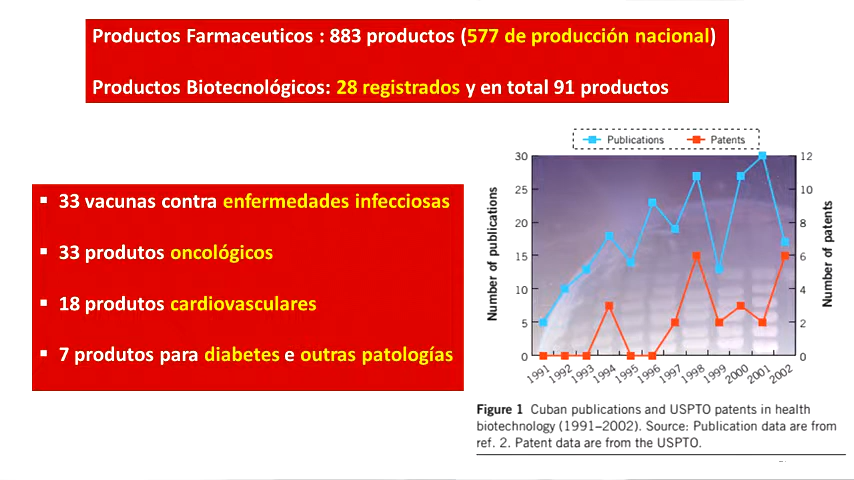 Productos Farmaceuticos : 883 productos (577 de producción nacional)
Productos Biotecnológicos: 28 registrados y en total 91 productos
▪ 33 vacunas contra enfermedades infecciosas
▪ 33 produtos oncológicos
▪ 18 produtos cardiovasculares
▪ 7 produtos para diabetes e outras patologías
Publications Patents
Number of publications
30
25
20
15
10
5
0
12
10
8
6
4
2
0
Number of patents
1991 1992 1993 1994 1995 1996 1997 1998 1999 2000 2001 2002
Figure 1 Cuban publications and USPTO patents in health
biotechnology (1991–2002). Source: Publication data are from
ref. 2. Patent data are from the USPTO.